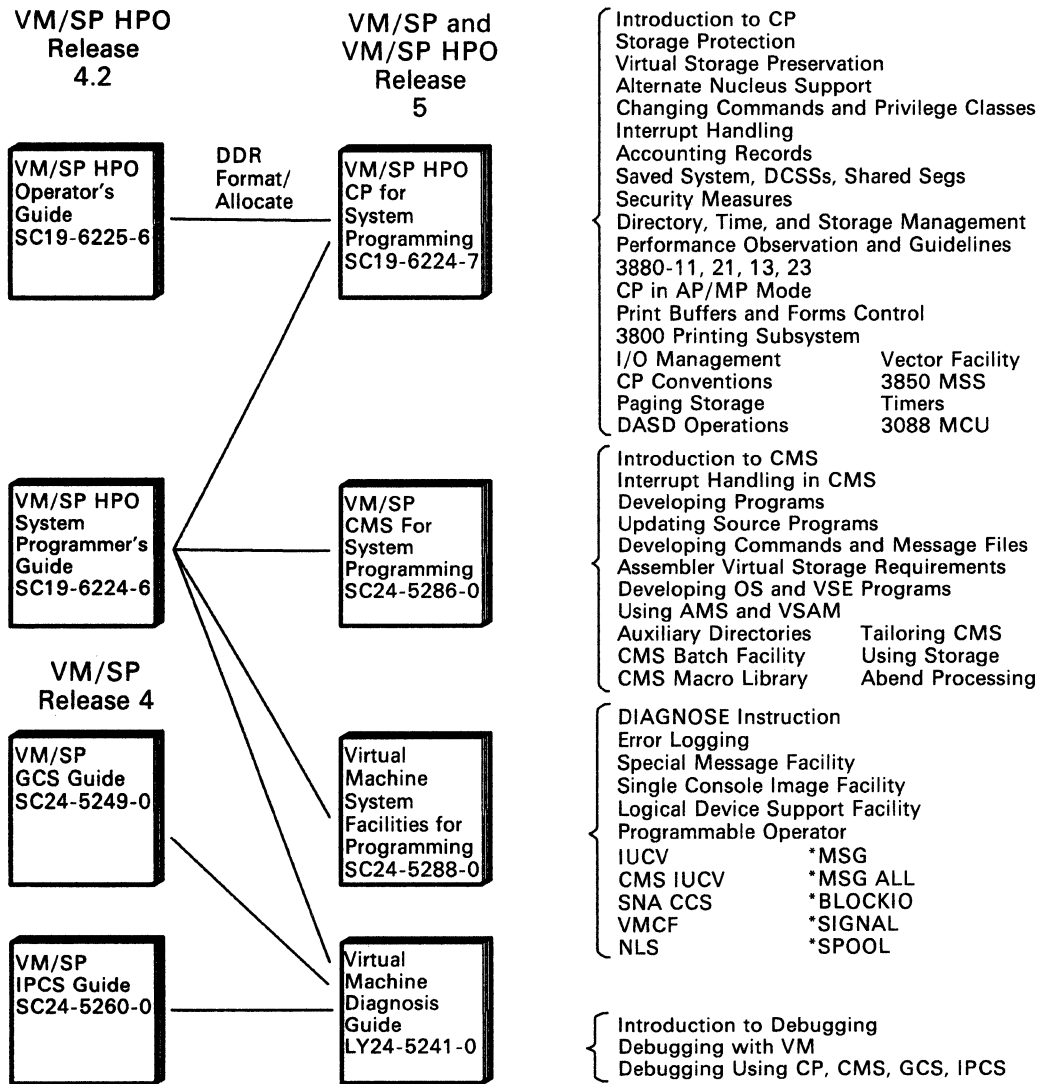 VM/SP HPO
Release
4.2
VM/SP and
VM/SP HPO
Release
5
VM/SP HPO
Operator's
Guide
SC19-6225-6
DDR
Format/
Allocate
VM/SP HPO
CP for
System
Programming
SC19-6224-7
Introduction to CP
Storage Protection
Virtual Storage Preservation
Alternate Nucleus Support
Changing Commands and Privilege Classes
Interrupt Handling
Accounting Records
Saved System, DCSSs, Shared Segs
Security Measures
Directory, Time, and Storage Management
Performance Observation and Guidelines
3880-11, 21, 13, 23
CP in AP/MP Mode
Print Buffers and Forms Control
3800 Printing Subsystem
I/O Management Vector Facility
CP Conventions 3850 MSS
Paging Storage Timers
DASD Operations 3088 MCU
VM/SP HPO
System
Programmer's
Guide
SC19-6224-6
VM/SP
CMS For
System
Programming
SC24-5286-0
Introduction to CMS
Interrupt Handling in CMS
Developing Programs
Updating Source Programs
Developing Commands and Message Files
Assembler Virtual Storage Requirements
Developing OS and VSE Programs
Using AMS and VSAM
Auxiliary Directories Tailoring CMS
CMS Batch Facility Using Storage
CMS Macro Library Abend Processing
VM/SP
Release 4
VM/SP
GCS Guide
SC24-5249-0
Virtual
Machine
System
Facilities for
Programming
SC24-5288-0
DIAGNOSE Instruction
Error Logging
Special Message Facility
Single Console Image Facility
Logical Device Support Facility
Programmable Operator
IUCV *MSG
CMS IUCV *MSG ALL
SNA CCS *BLOCKIO
VMCF *SIGNAL
NLS *SPOOL
VM/SP
IPCS Guide
SC24-5260-0
Virtual
Machine
Diagnosis
Guide
LY24-5241-0
Introduction to Debugging
Debugging with VM
Debugging Using CP, CMS, GCS, IPCS